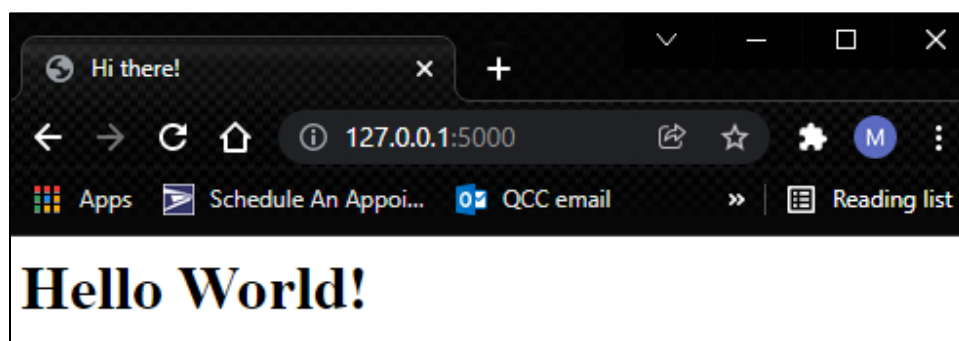 Hi there!
127.0.0.1:5000
M
Apps Schedule An Appoi... QCC email » Reading list
Hello World!